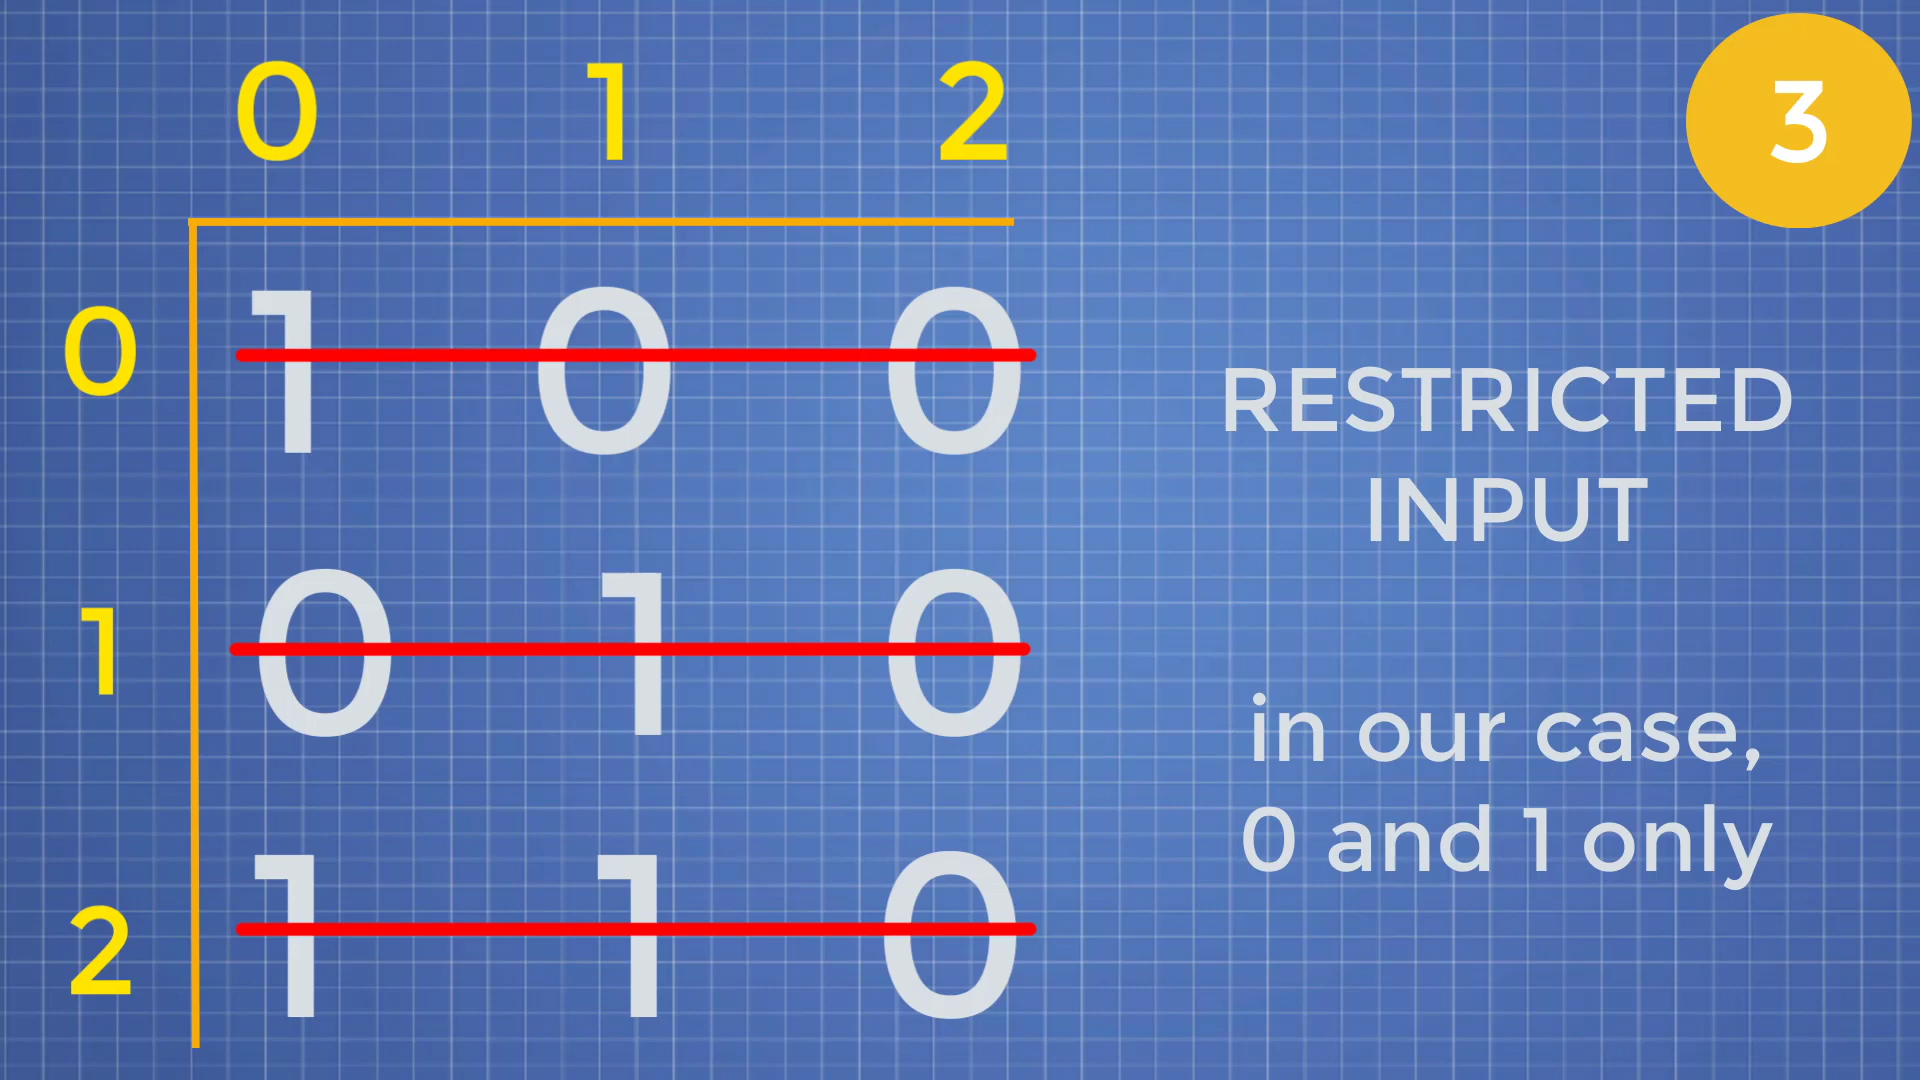 0 1 2
3
0 1 0 0
1 0 1 0
2 1 1 0
RESTRICTED
INPUT
in our case,
0 and 1 only